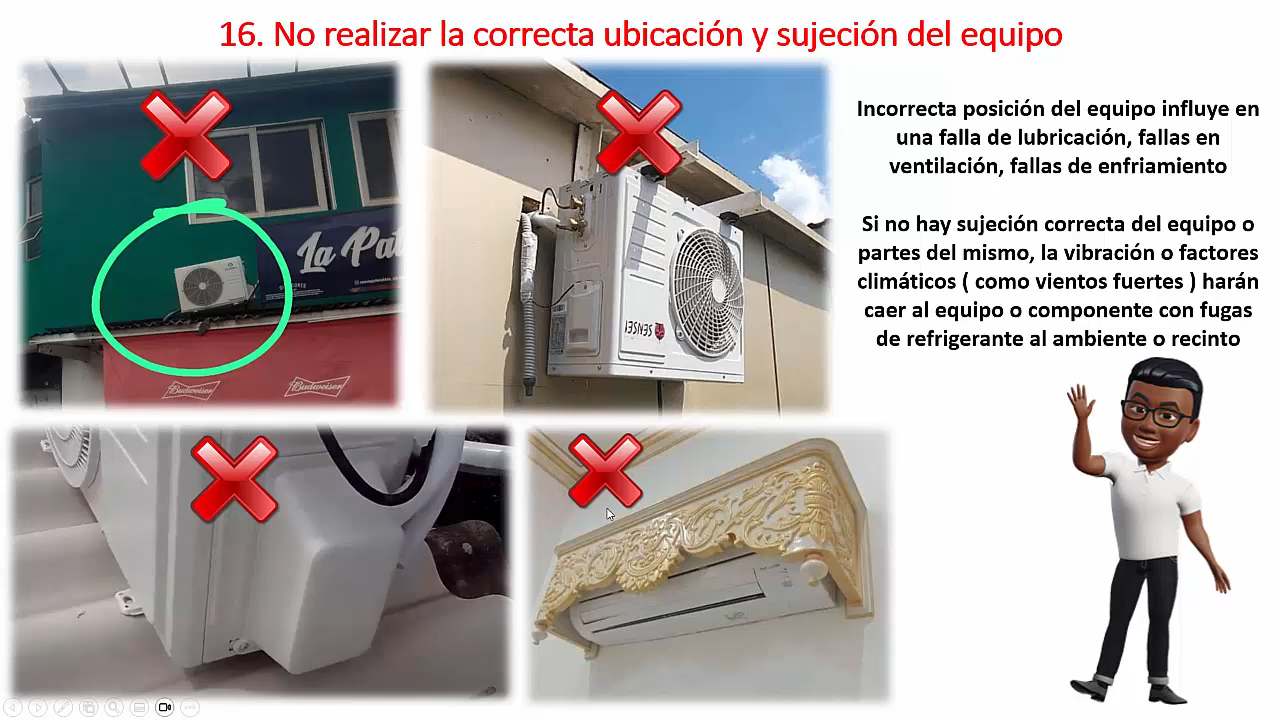 16. No realizar la correcta ubicación y sujeción del equipo
Incorrecta posición del equipo influye en
una falla de lubricación, fallas en
ventilación, fallas de enfriamiento
Si no hay sujeción correcta del equipo o
partes del mismo, la vibración o factores
climáticos ( como vientos fuertes ) harán
caer al equipo o componente con fugas
de refrigerante al ambiente o recinto
La Pat
Budweiser
Budweiser
SENSEI